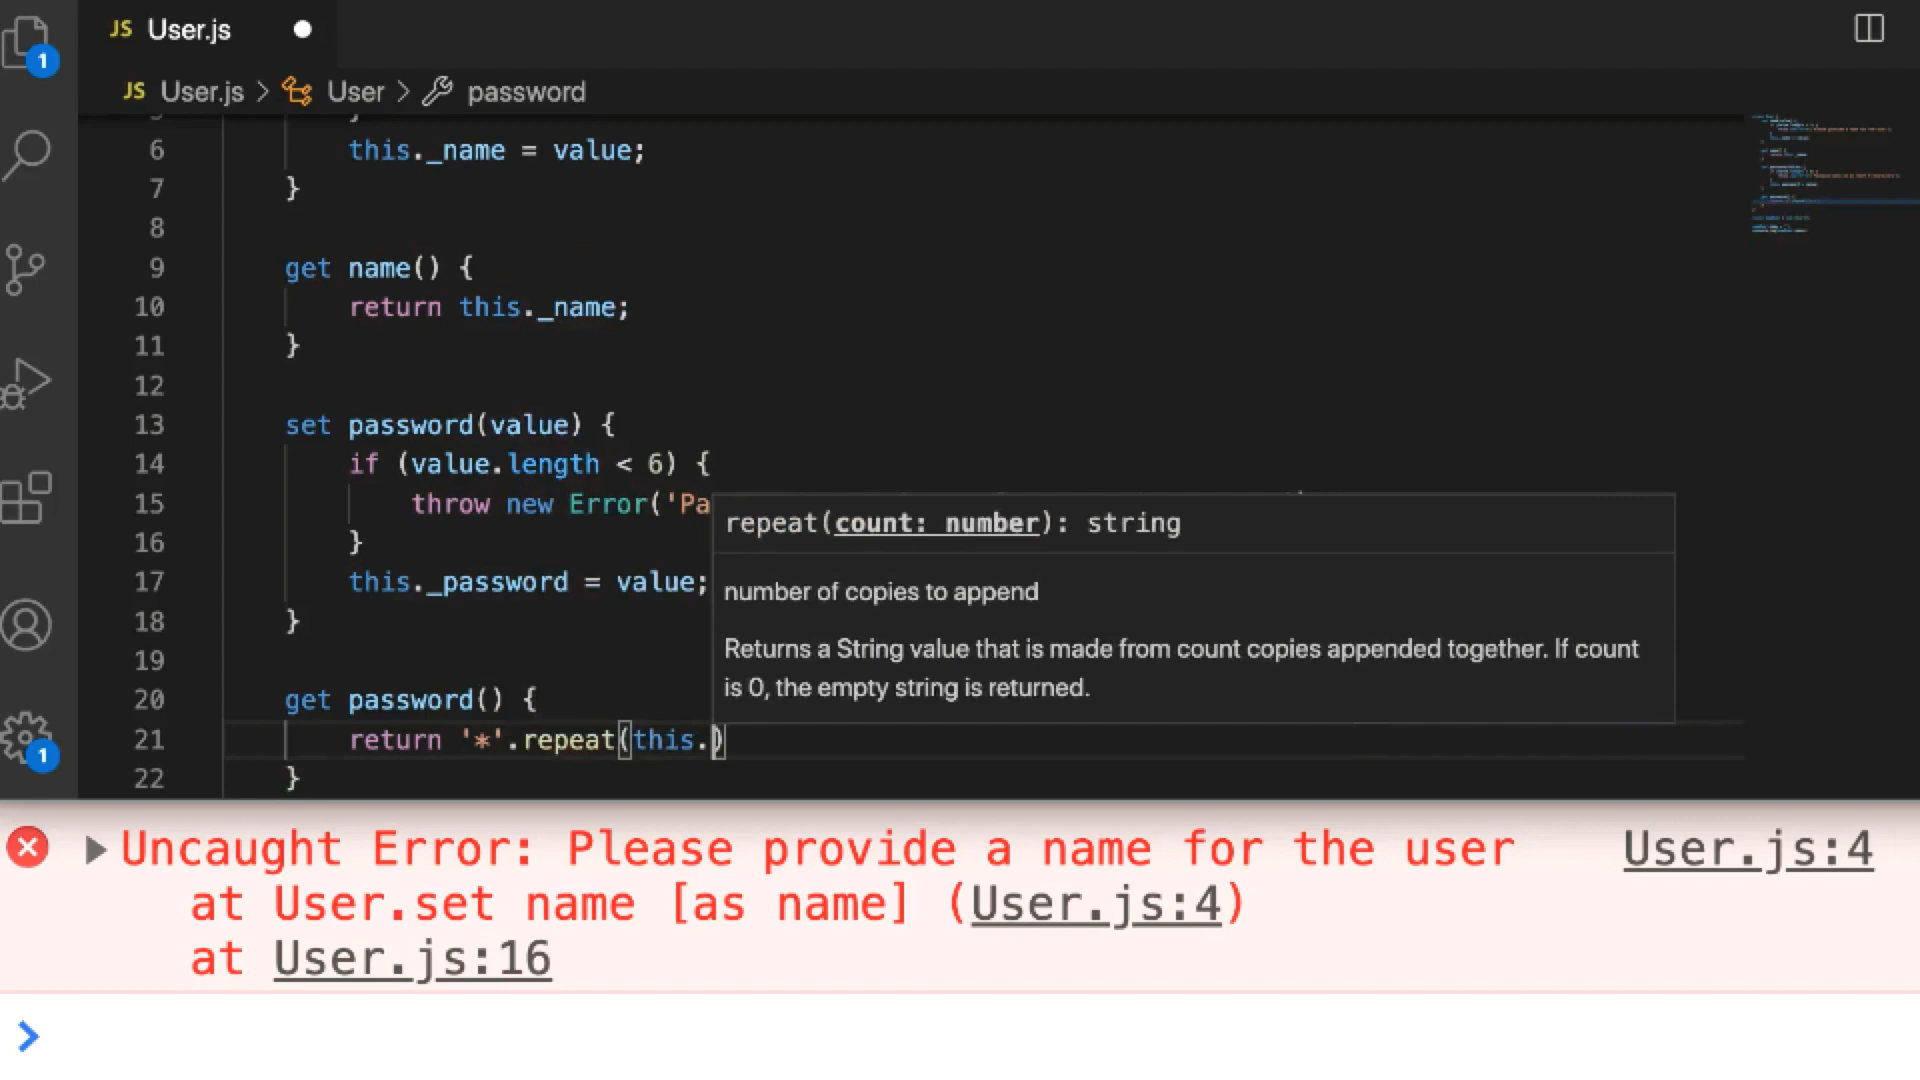 JS User.js
JS User.js > User > password
1
6 this._name = value;
7 }
8
9 get name() {
10 return this._name;
11 }
12
13 set password(value) {
14 if (value.length < 6) {
15 throw new Error('Pa
16 }
17 this._password = value;
18 }
19
20 get password() {
21 return '*'.repeat(this.)
22 }
repeat(count: number): string
number of copies to append
Returns a String value that is made from count copies appended together. If count
is 0, the empty string is returned.
1
Uncaught Error: Please provide a name for the user User.js:4
at User.set name [as name] (User.js:4)
at User.js:16
>